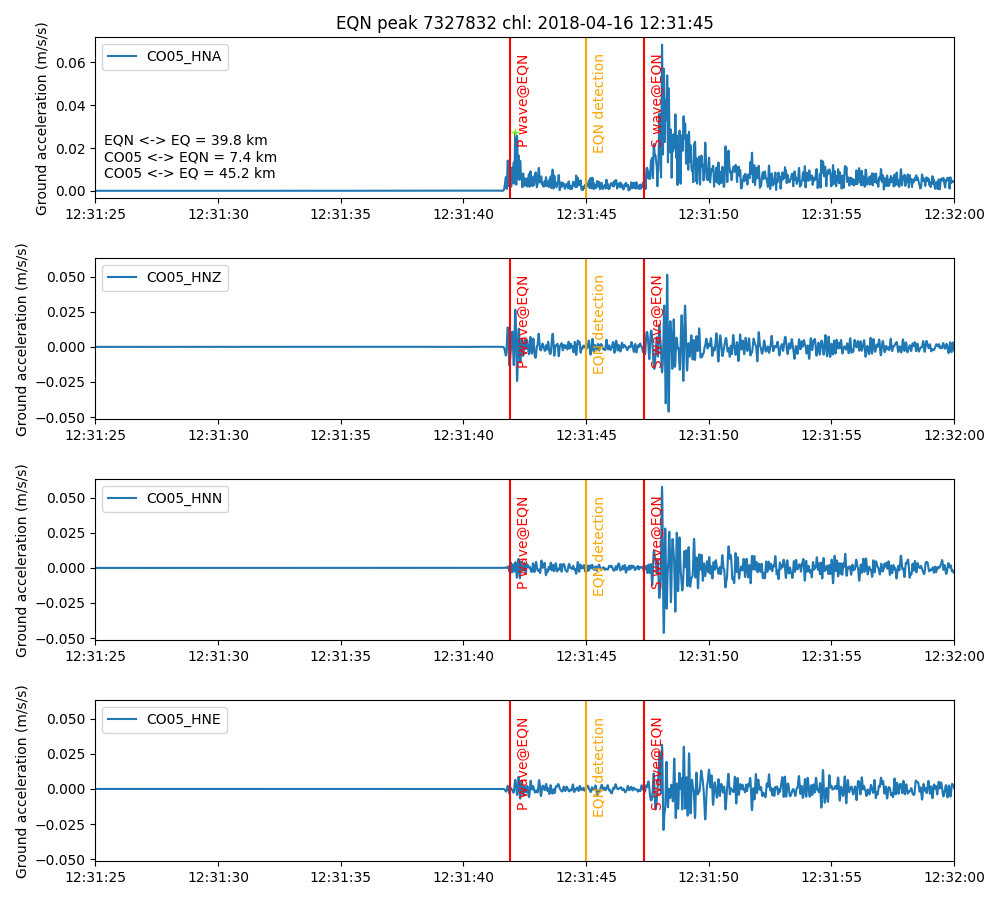 EQN peak 7327832 chl: 2018-04-16 12:31:45
Ground acceleration (m/s/s)
0.06
0.04
0.02
0.00
CO05_HNA
P wave@EQN
EQN detection
S wave@EQN
EQN <-> EQ = 39.8 km
CO05 <-> EQN = 7.4 km
CO05 <-> EQ = 45.2 km
12:31:25 12:31:30 12:31:35 12:31:40 12:31:45 12:31:50 12:31:55 12:32:00
Ground acceleration (m/s/s)
0.050
0.025
0.000
−0.025
−0.050
CO05_HNZ
P wave@EQN
EQN detection
S wave@EQN
12:31:25 12:31:30 12:31:35 12:31:40 12:31:45 12:31:50 12:31:55 12:32:00
Ground acceleration (m/s/s)
0.050
0.025
0.000
−0.025
−0.050
CO05_HNN
P wave@EQN
EQN detection
S wave@EQN
12:31:25 12:31:30 12:31:35 12:31:40 12:31:45 12:31:50 12:31:55 12:32:00
Ground acceleration (m/s/s)
0.050
0.025
0.000
−0.025
−0.050
CO05_HNE
P wave@EQN
EQN detection
S wave@EQN
12:31:25 12:31:30 12:31:35 12:31:40 12:31:45 12:31:50 12:31:55 12:32:00